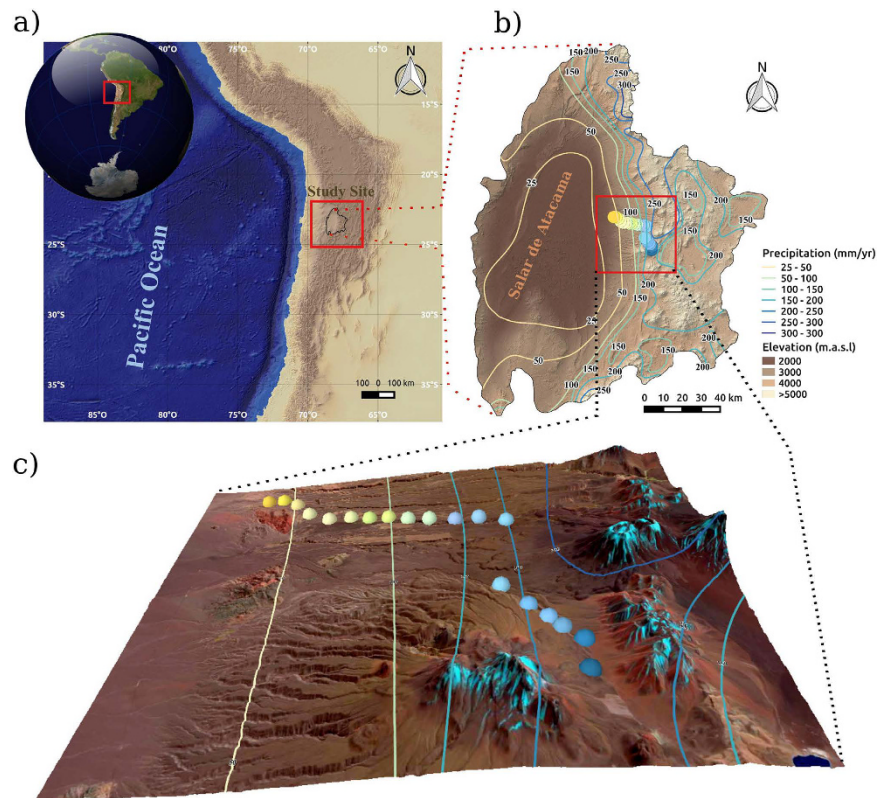 a)
70°W
65°W
N
15°S
20°S
Study Site
25°S
30°S
35°S
Pacific Ocean
85°W
80°W
75°W
70°W
65°W
100 0 100 km
b)
N
150
200
250
150
250
300
50
150
25
250
200
150
100
Salar de Atacama
150
150
200
200
50
200
150
25
50
150
200
150
200
100
250
Precipitation (mm/yr)
25 - 50
50 - 100
100 - 150
150 - 200
200 - 250
250 - 300
300 - 300
Elevation (m.a.s.l)
2000
3000
4000
>5000
10 0 10 20 30 40 km
c)